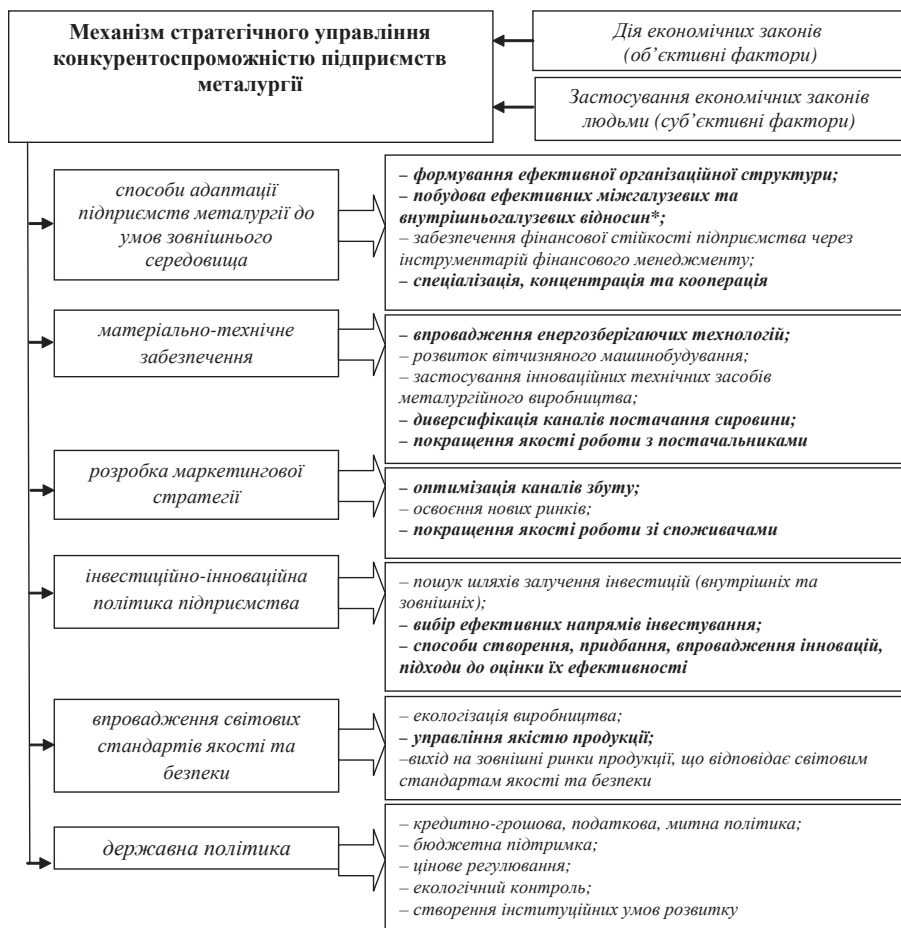 Механізм стратегічного управління
конкурентоспроможністю підприємств
металургії
Дія економічних законів
(об’єктивні фактори)
Застосування економічних законів
людьми (суб’єктивні фактори)
способи адаптації
підприємств металургії до
умов зовнішнього
середовища
– формування ефективної організаційної структури;
– побудова ефективних міжгалузевих та
внутрішньогалузевих відносин*;
– забезпечення фінансової стійкості підприємства через
інструментарій фінансового менеджменту;
– спеціалізація, концентрація та кооперація
матеріально-технічне
забезпечення
– впровадження енергозберігаючих технологій;
– розвиток вітчизняного машинобудування;
– застосування інноваційних технічних засобів
металургійного виробництва;
– диверсифікація каналів постачання сировини;
– покращення якості роботи з постачальниками
розробка маркетингової
стратегії
– оптимізація каналів збуту;
– освоєння нових ринків;
– покращення якості роботи зі споживачами
інвестиційно-інноваційна
політика підприємства
– пошук шляхів залучення інвестицій (внутрішніх та
зовнішніх);
– вибір ефективних напрямів інвестування;
– способи створення, придбання, впровадження інновацій,
підходи до оцінки їх ефективності
впровадження світових
стандартів якості та
безпеки
– екологізація виробництва;
– управління якістю продукції;
–вихід на зовнішні ринки продукції, що відповідає світовим
стандартам якості та безпеки
державна політика
– кредитно-грошова, податкова, митна політика;
– бюджетна підтримка;
– цінове регулювання;
– екологічний контроль;
– створення інституційних умов розвитку